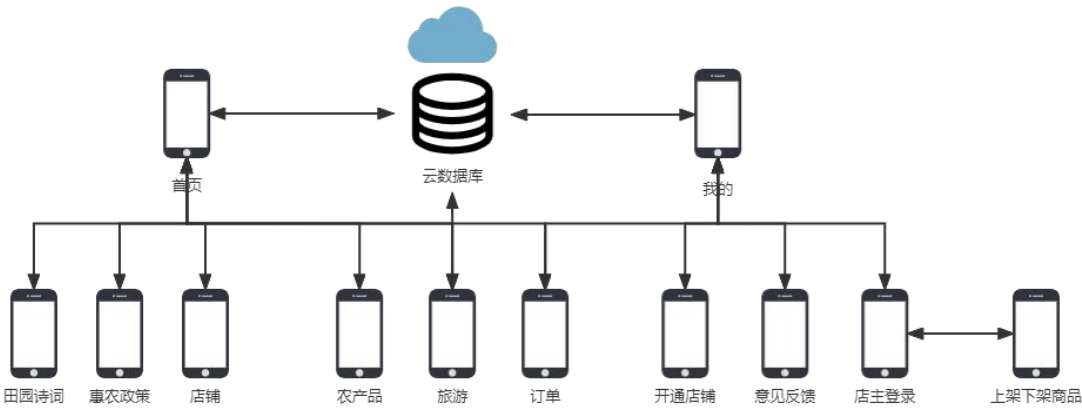 云数据库
首页
我的
田园诗词
惠农政策
店铺
农产品
旅游
订单
开通店铺
意见反馈
店主登录
上架下架商品